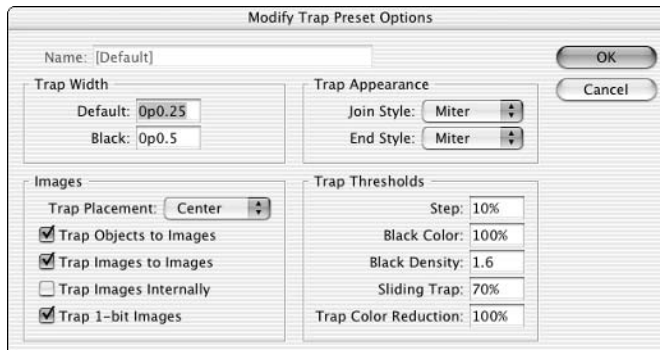 Modify Trap Preset Options
Name: [Default]
OK
Cancel
Trap Width
Default: 0p0.25
Black: 0p0.5
Trap Appearance
Join Style: Miter
End Style: Miter
Images
Trap Placement: Center
Trap Objects to Images
Trap Images to Images
Trap Images Internally
Trap 1-bit Images
Trap Thresholds
Step: 10%
Black Color: 100%
Black Density: 1.6
Sliding Trap: 70%
Trap Color Reduction: 100%